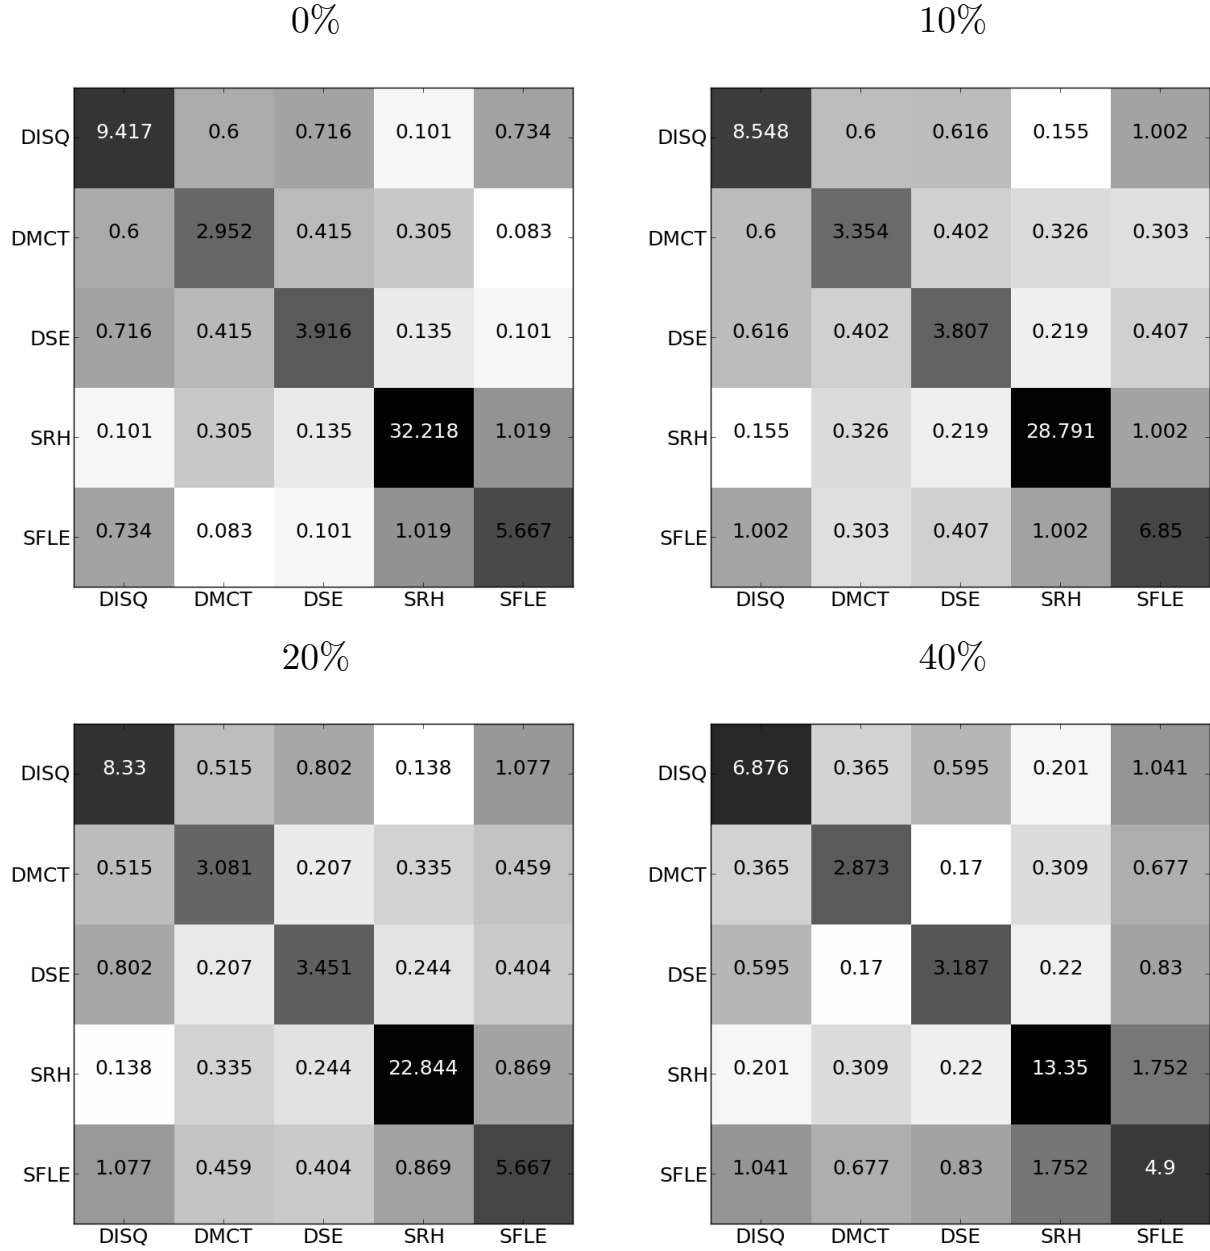 0%
DISQ 9.417 0.6 0.716 0.101 0.734
DMCT 0.6 2.952 0.415 0.305 0.083
DSE 0.716 0.415 3.916 0.135 0.101
SRH 0.101 0.305 0.135 32.218 1.019
SFLE 0.734 0.083 0.101 1.019 5.667
DISQ DMCT DSE SRH SFLE
10%
DISQ 8.548 0.6 0.616 0.155 1.002
DMCT 0.6 3.354 0.402 0.326 0.303
DSE 0.616 0.402 3.807 0.219 0.407
SRH 0.155 0.326 0.219 28.791 1.002
SFLE 1.002 0.303 0.407 1.002 6.85
DISQ DMCT DSE SRH SFLE
20%
DISQ 8.33 0.515 0.802 0.138 1.077
DMCT 0.515 3.081 0.207 0.335 0.459
DSE 0.802 0.207 3.451 0.244 0.404
SRH 0.138 0.335 0.244 22.844 0.869
SFLE 1.077 0.459 0.404 0.869 5.667
DISQ DMCT DSE SRH SFLE
40%
DISQ 6.876 0.365 0.595 0.201 1.041
DMCT 0.365 2.873 0.17 0.309 0.677
DSE 0.595 0.17 3.187 0.22 0.83
SRH 0.201 0.309 0.22 13.35 1.752
SFLE 1.041 0.677 0.83 1.752 4.9
DISQ DMCT DSE SRH SFLE